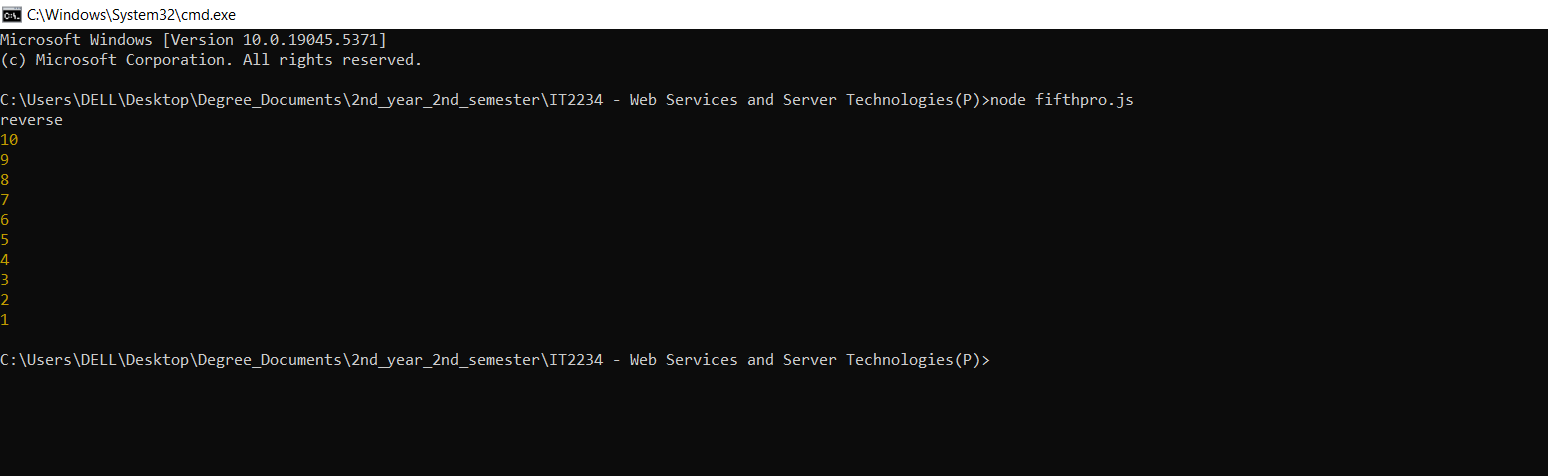 C:\Windows\System32\cmd.exe
Microsoft Windows [Version 10.0.19045.5371]
(c) Microsoft Corporation. All rights reserved.
C:\Users\DELL\Desktop\Degree_Documents\2nd_year_2nd_semester\IT2234 - Web Services and Server Technologies(P)>node fifthpro.js
reverse
10
9
8
7
6
5
4
3
2
1
C:\Users\DELL\Desktop\Degree_Documents\2nd_year_2nd_semester\IT2234 - Web Services and Server Technologies(P)>